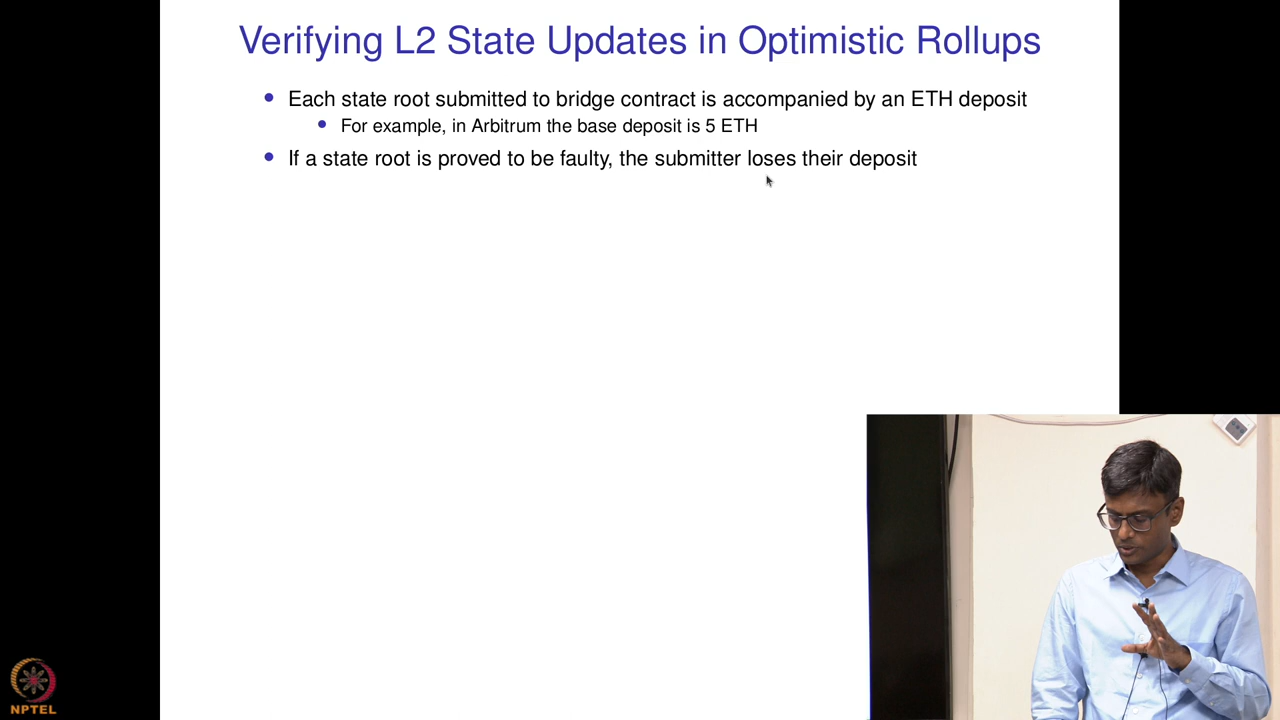 Verifying L2 State Updates in Optimistic Rollups
Each state root submitted to bridge contract is accompanied by an ETH deposit
For example, in Arbitrum the base deposit is 5 ETH
If a state root is proved to be faulty, the submitter loses their deposit
NPTEL